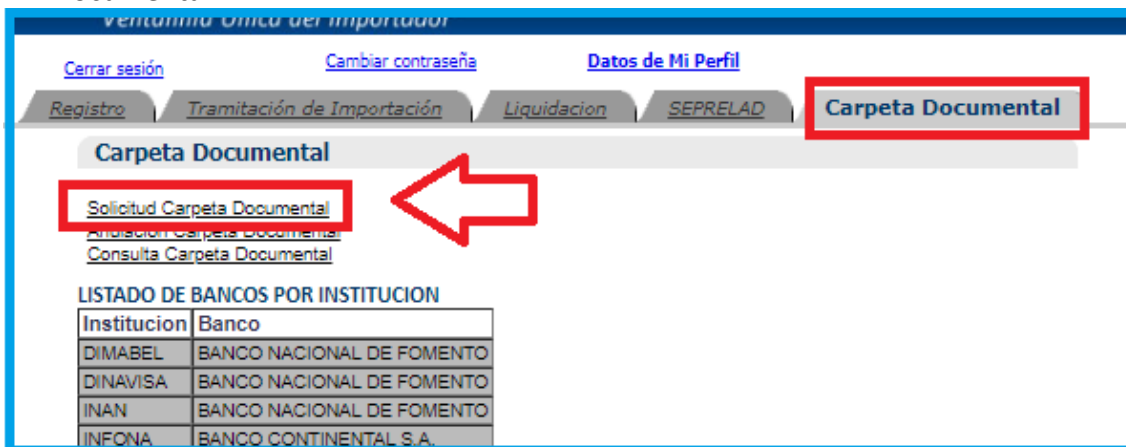 Ventanilla Única del Importador
Cerrar sesión Cambiar contraseña Datos de Mi Perfil
Registro Tramitación de Importación Liquidacion SEPRELAD Carpeta Documental
Carpeta Documental
Solicitud Carpeta Documental
Anulación Carpeta Documental
Consulta Carpeta Documental
LISTADO DE BANCOS POR INSTITUCION
Institucion Banco
DIMABEL BANCO NACIONAL DE FOMENTO
DINAVISA BANCO NACIONAL DE FOMENTO
INAN BANCO NACIONAL DE FOMENTO
INFONA BANCO CONTINENTAL S.A.